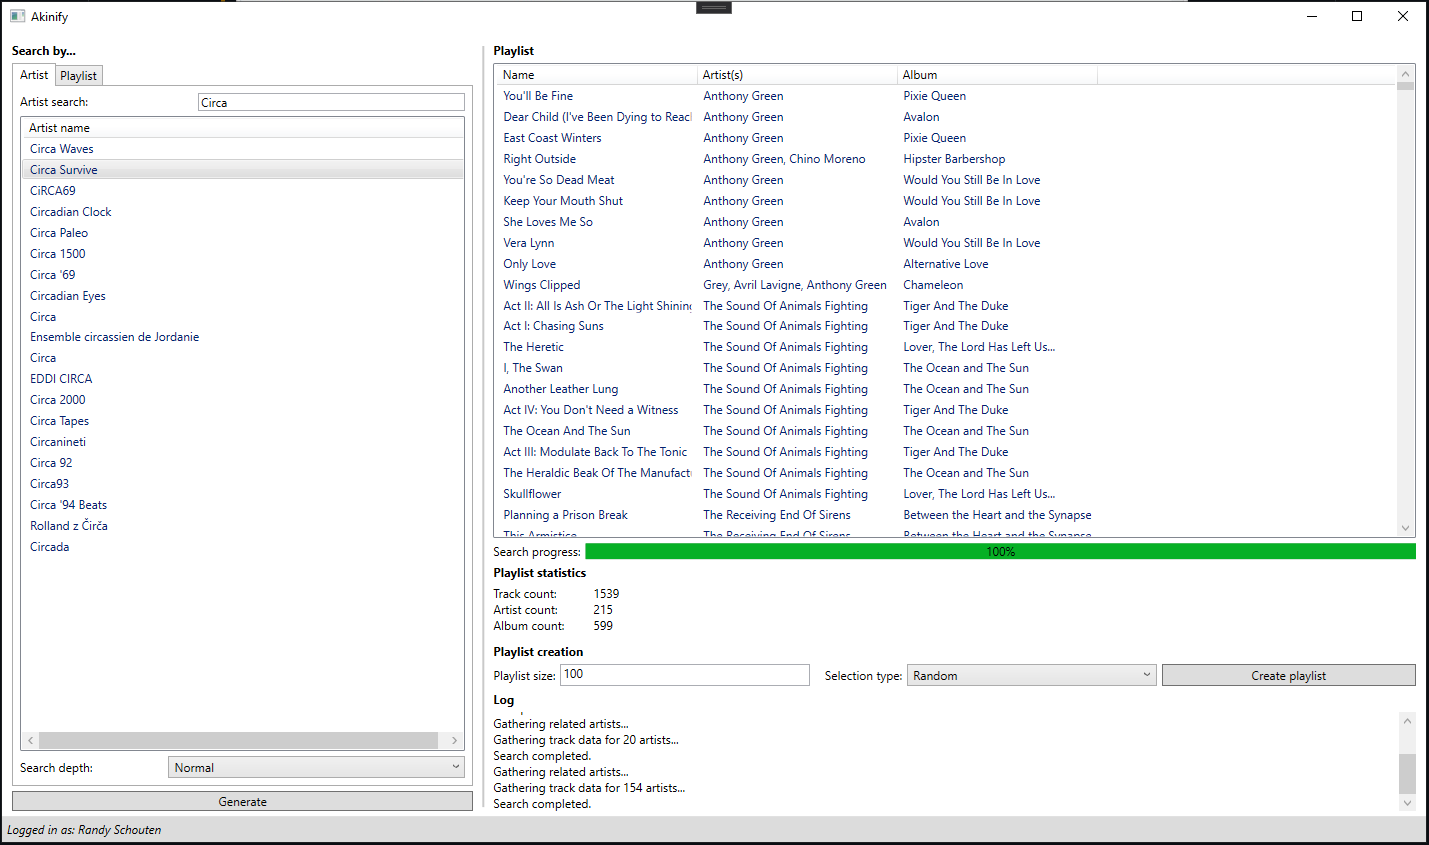 Akinify
Search by...
Artist Playlist
Artist search: Circa
Artist name
Circa Waves
Circa Survive
CiRCA69
Circadian Clock
Circa Paleo
Circa 1500
Circa '69
Circadian Eyes
Circa
Ensemble circassien de Jordanie
Circa
EDDI CIRCA
Circa 2000
Circa Tapes
Circanineti
Circa 92
Circa93
Circa '94 Beats
Rolland z Čirča
Circada
Search depth: Normal
Generate
Playlist
Name Artist(s) Album
You'll Be Fine Anthony Green Pixie Queen
Dear Child (I've Been Dying to Reach Anthony Green Avalon
East Coast Winters Anthony Green Pixie Queen
Right Outside Anthony Green, Chino Moreno Hipster Barbershop
You're So Dead Meat Anthony Green Would You Still Be In Love
Keep Your Mouth Shut Anthony Green Would You Still Be In Love
She Loves Me So Anthony Green Avalon
Vera Lynn Anthony Green Would You Still Be In Love
Only Love Anthony Green Alternative Love
Wings Clipped Grey, Avril Lavigne, Anthony Green Chameleon
Act II: All Is Ash Or The Light Shining The Sound Of Animals Fighting Tiger And The Duke
Act I: Chasing Suns The Sound Of Animals Fighting Tiger And The Duke
The Heretic The Sound Of Animals Fighting Lover, The Lord Has Left Us...
I, The Swan The Sound Of Animals Fighting The Ocean and The Sun
Another Leather Lung The Sound Of Animals Fighting The Ocean and The Sun
Act IV: You Don't Need a Witness The Sound Of Animals Fighting Tiger And The Duke
The Ocean And The Sun The Sound Of Animals Fighting The Ocean and The Sun
Act III: Modulate Back To The Tonic The Sound Of Animals Fighting Tiger And The Duke
The Heraldic Beak Of The Manufact The Sound Of Animals Fighting The Ocean and The Sun
Skullflower The Sound Of Animals Fighting Lover, The Lord Has Left Us...
Planning a Prison Break The Receiving End Of Sirens Between the Heart and the Synapse
This Armistice The Receiving End Of Sirens Between the Heart and the Synapse
Search progress: 100%
Playlist statistics
Track count: 1539
Artist count: 215
Album count: 599
Playlist creation
Playlist size: 100 Selection type: Random Create playlist
Log
Gathering related artists...
Gathering track data for 20 artists...
Search completed.
Gathering related artists...
Gathering track data for 154 artists...
Search completed.
Logged in as: Randy Schouten